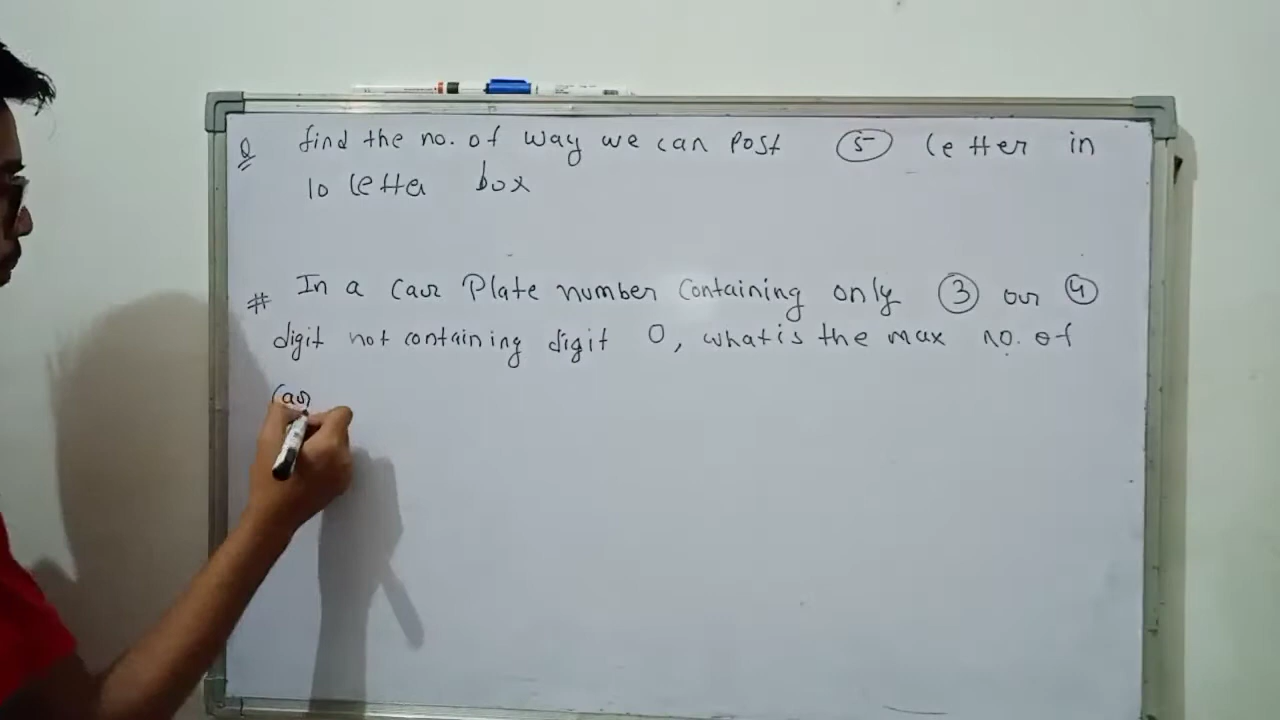 Q find the no. of way we can Post 5 letter in
10 letter box
# In a car Plate number containing only 3 or 4
digit not containing digit 0, what is the max no. of
car